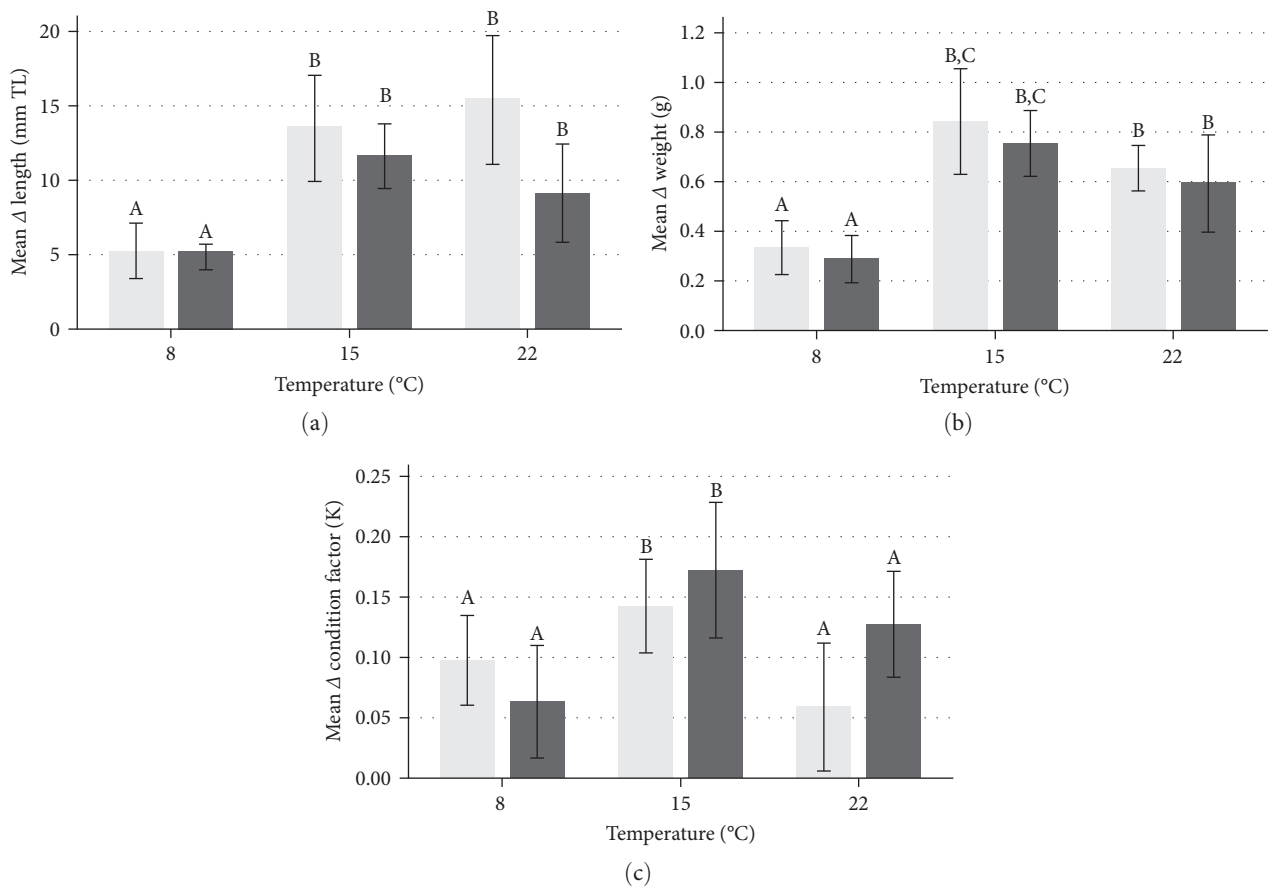 20
15
10
5
0
Mean Δ length (mm TL)
A
A
B
B
B
B
8
15
22
Temperature (°C)
(a)
1.2
1.0
0.8
0.6
0.4
0.2
0.0
Mean Δ weight (g)
A
A
B,C
B,C
B
B
8
15
22
Temperature (°C)
(b)
0.25
0.20
0.15
0.10
0.05
0.00
Mean Δ condition factor (K)
A
A
B
B
A
A
8
15
22
Temperature (°C)
(c)